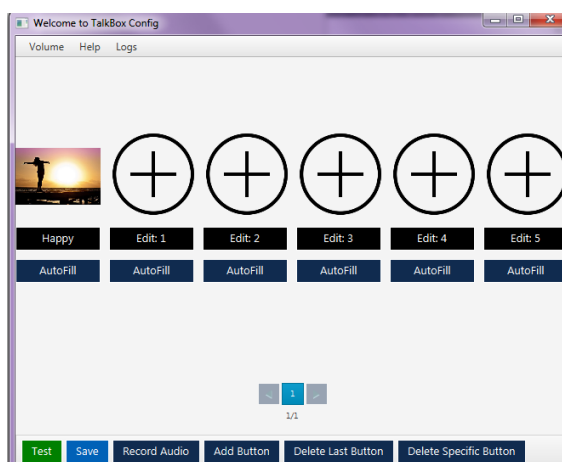 Welcome to TalkBox Config
Volume Help Logs
Happy Edit: 1 Edit: 2 Edit: 3 Edit: 4 Edit: 5
AutoFill AutoFill AutoFill AutoFill AutoFill AutoFill
1
1/1
Test Save Record Audio Add Button Delete Last Button Delete Specific Button